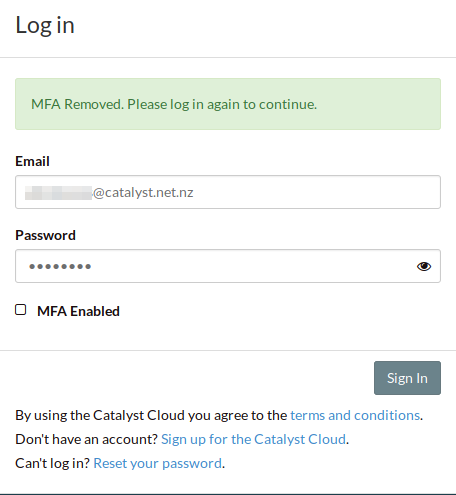 Log in
MFA Removed. Please log in again to continue.
Email
@catalyst.net.nz
Password
••••••••
MFA Enabled
Sign In
By using the Catalyst Cloud you agree to the terms and conditions.
Don't have an account? Sign up for the Catalyst Cloud.
Can't log in? Reset your password.